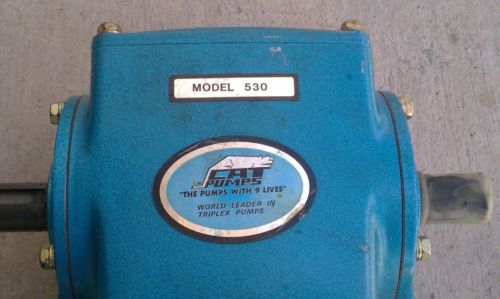 MODEL 530
CAT
PUMPS
"THE PUMPS WITH 9 LIVES"
WORLD LEADER IN
TRIPLEX PUMPS